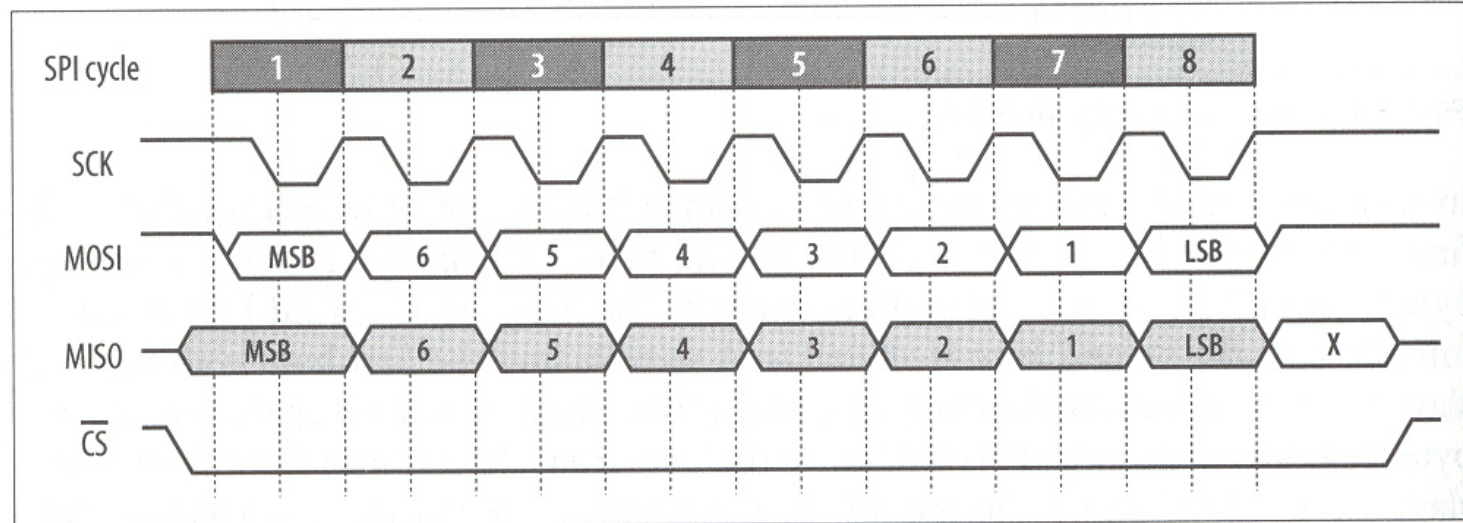 SPI cycle 1 2 3 4 5 6 7 8
SCK
MOSI MSB 6 5 4 3 2 1 LSB
MISO MSB 6 5 4 3 2 1 LSB X
CS